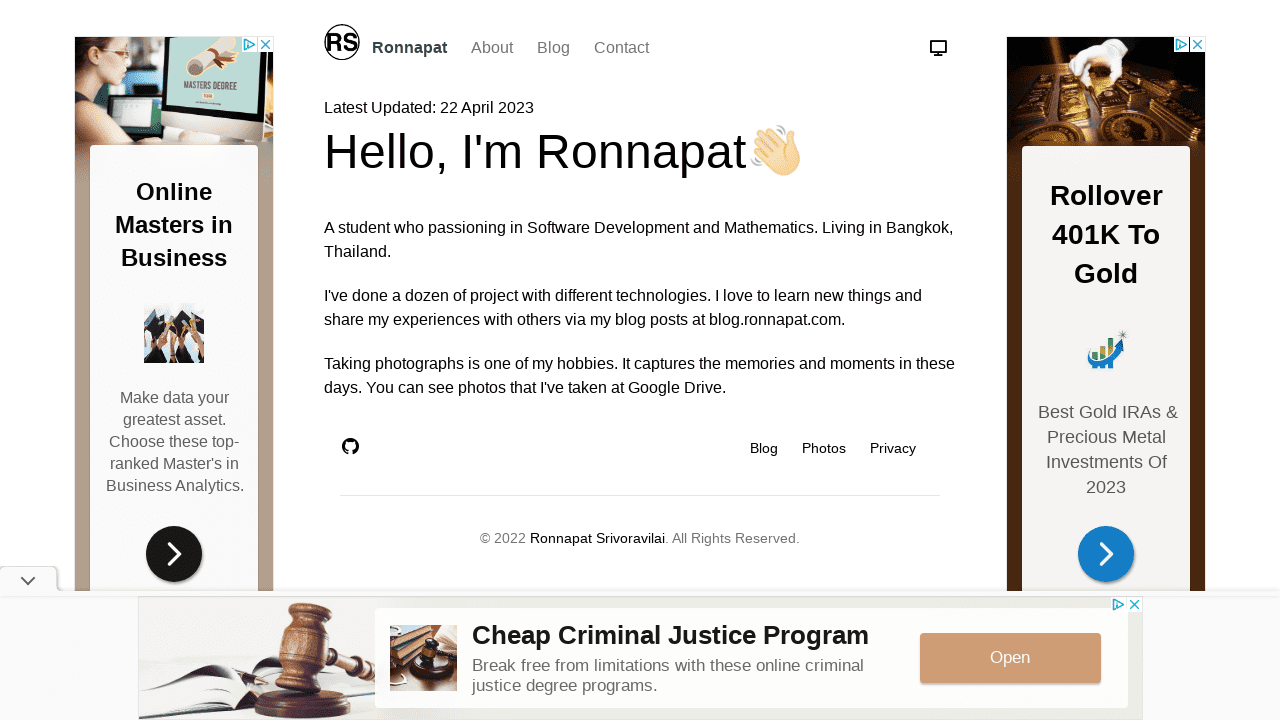 RS
Ronnapat
About
Blog
Contact
Latest Updated: 22 April 2023
Hello, I'm Ronnapat👋
A student who passioning in Software Development and Mathematics. Living in Bangkok,
Thailand.
I've done a dozen of project with different technologies. I love to learn new things and
share my experiences with others via my blog posts at blog.ronnapat.com.
Taking photographs is one of my hobbies. It captures the memories and moments in these
days. You can see photos that I've taken at Google Drive.
Blog
Photos
Privacy
© 2022 Ronnapat Srivoravilai. All Rights Reserved.
MASTERS DEGREE
Online
Masters in
Business
Make data your
greatest asset.
Choose these top-
ranked Master's in
Business Analytics.
Rollover
401K To
Gold
Best Gold IRAs &
Precious Metal
Investments Of
2023
Cheap Criminal Justice Program
Break free from limitations with these online criminal
justice degree programs.
Open